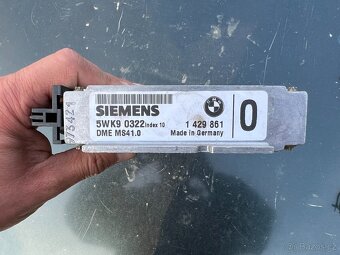 SIEMENS
5WK9 0322 index 10
1 429 861
DME MS41.0
Made in Germany
0